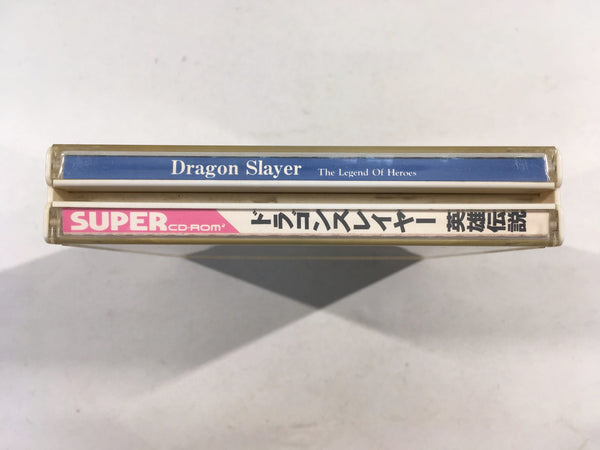 Dragon Slayer The Legend Of Heroes
SUPER CD-ROM² ドラゴンスレイヤー 英雄伝説